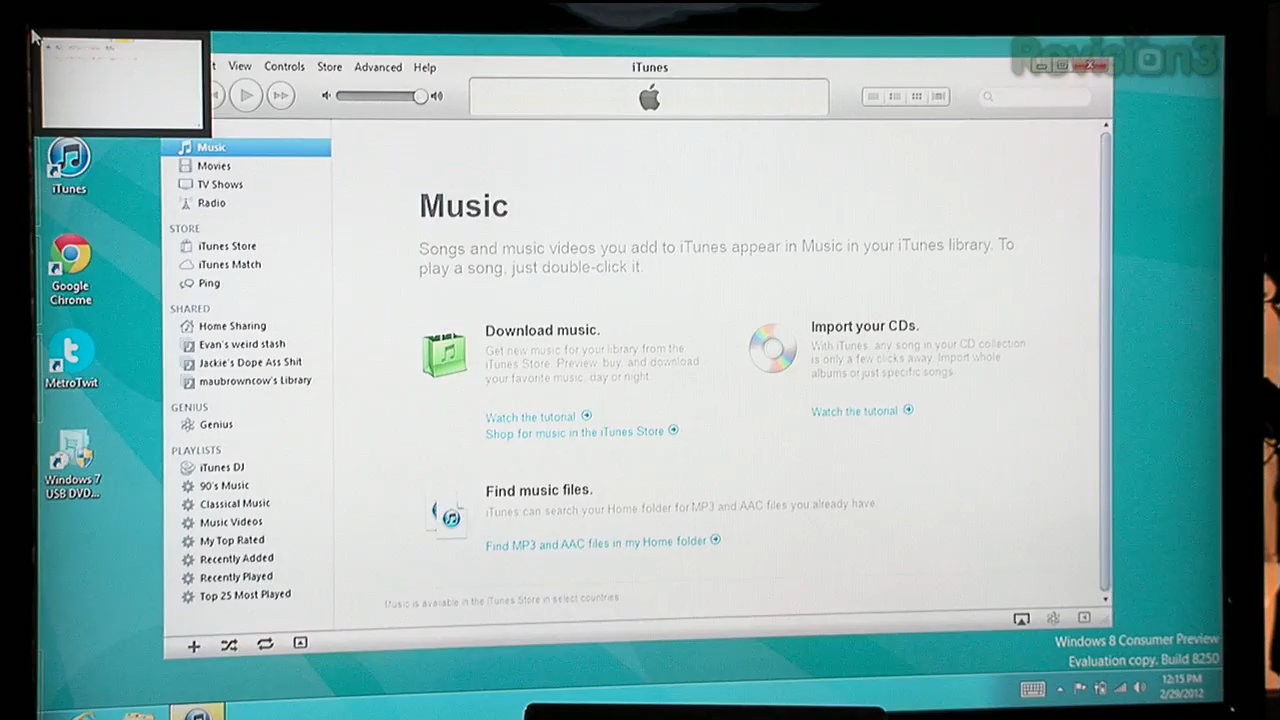 Revision3
View Controls Store Advanced Help
iTunes
Music
Movies
TV Shows
Radio
STORE
iTunes Store
iTunes Match
Ping
SHARED
Home Sharing
Evan's weird stash
Jackie's Dope Ass Shit
maubrowncow's Library
GENIUS
Genius
PLAYLISTS
iTunes DJ
90's Music
Classical Music
Music Videos
My Top Rated
Recently Added
Recently Played
Top 25 Most Played
Music
Songs and music videos you add to iTunes appear in Music in your iTunes library. To
play a song, just double-click it.
Download music.
Get new music for your library from the
iTunes Store. Preview, buy, and download
your favorite music, day or night.
Watch the tutorial
Shop for music in the iTunes Store
Import your CDs.
With iTunes, any song in your CD collection
is only a few clicks away. Import whole
albums or just specific songs.
Watch the tutorial
Find music files.
iTunes can search your Home folder for MP3 and AAC files you already have.
Find MP3 and AAC files in my Home folder
Music is available in the iTunes Store in select countries.
iTunes
Google
Chrome
t
MetroTwit
Windows 7
USB DVD...
Windows 8 Consumer Preview
Evaluation copy. Build 8250
12:15 PM
2/29/2012